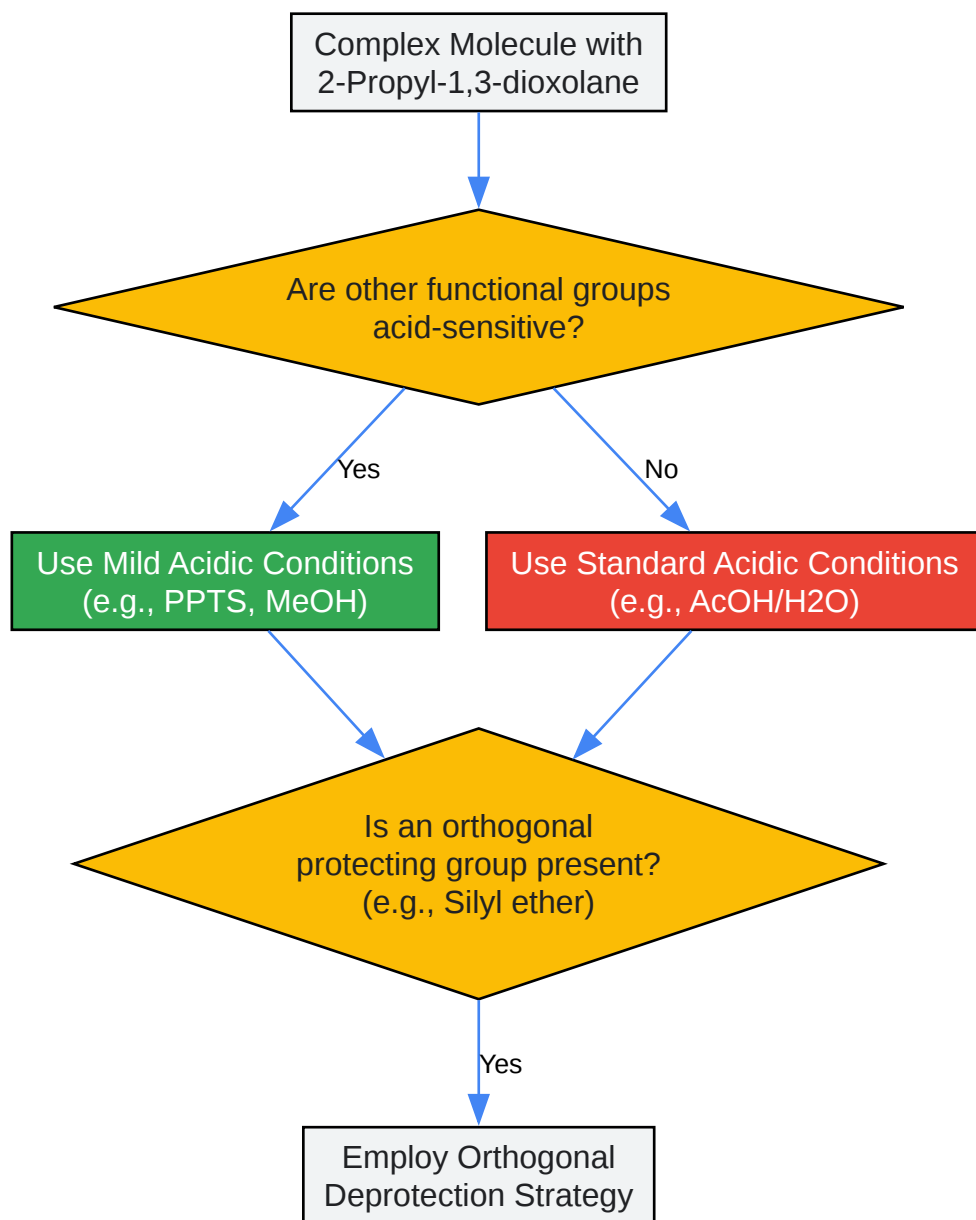 Complex Molecule with
2-Propyl-1,3-dioxolane
Are other functional groups
acid-sensitive?
Yes
No
Use Mild Acidic Conditions
(e.g., PPTS, MeOH)
Use Standard Acidic Conditions
(e.g., AcOH/H2O)
Is an orthogonal
protecting group present?
(e.g., Silyl ether)
Yes
Employ Orthogonal
Deprotection Strategy